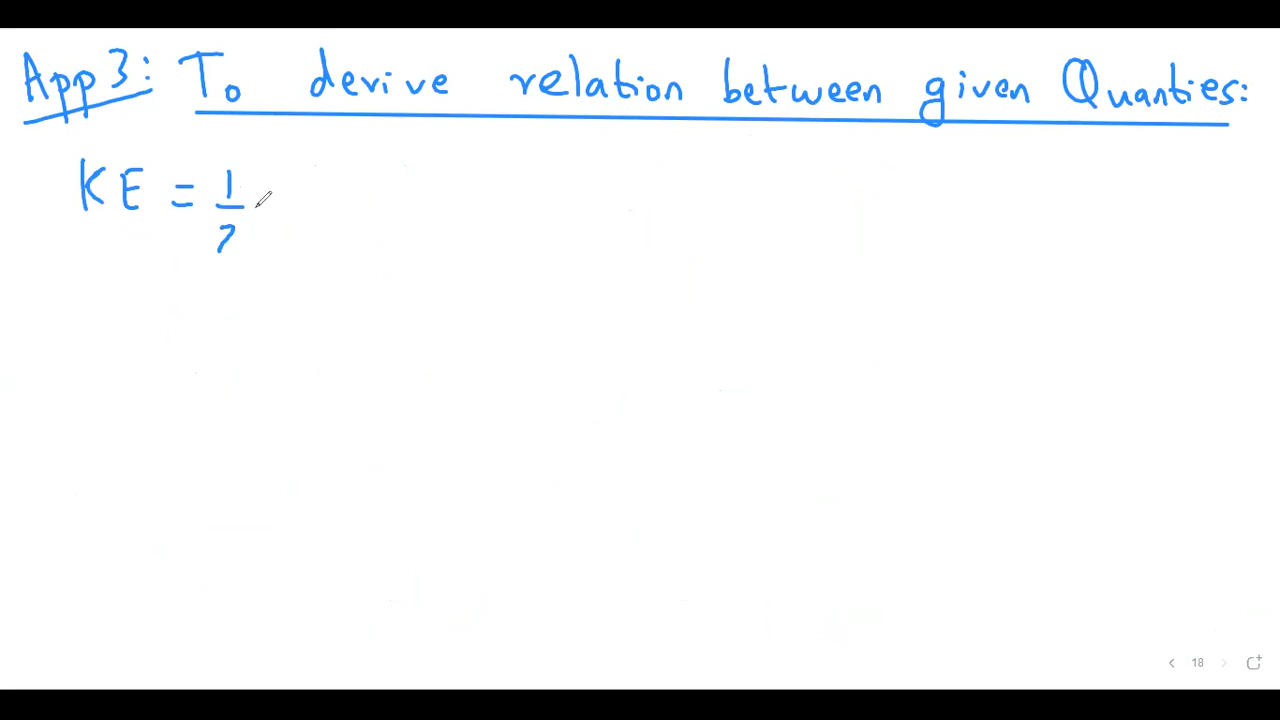 App 3: To derive relation between given Quanties:
KE = 1/2
18